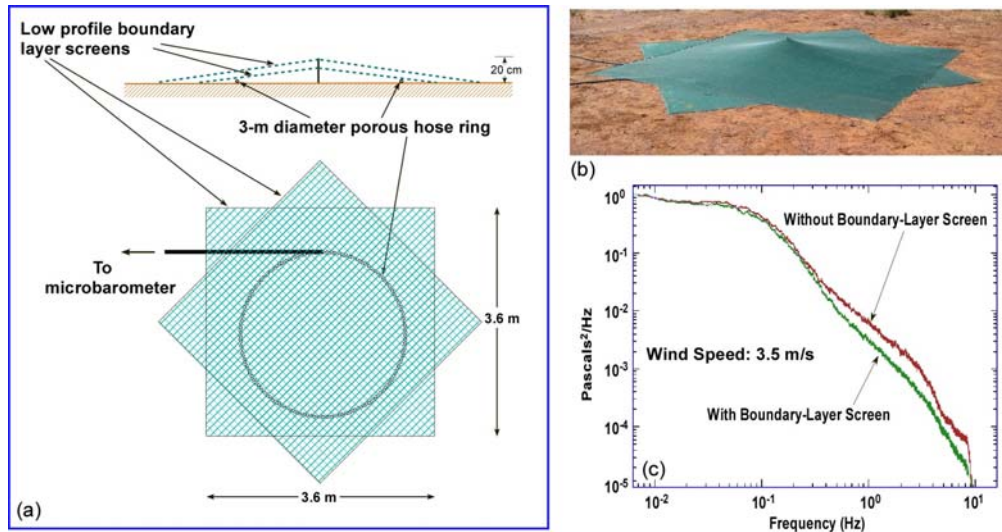 Low profile boundary
layer screens
20 cm
3-m diameter porous hose ring
To
microbarometer
3.6 m
3.6 m
(a)
(b)
10⁰
10⁻¹
10⁻²
10⁻³
10⁻⁴
10⁻⁵
Pascals²/Hz
Without Boundary-Layer Screen
Wind Speed: 3.5 m/s
With Boundary-Layer Screen
(c)
10⁻² 10⁻¹ 10⁰ 10¹
Frequency (Hz)